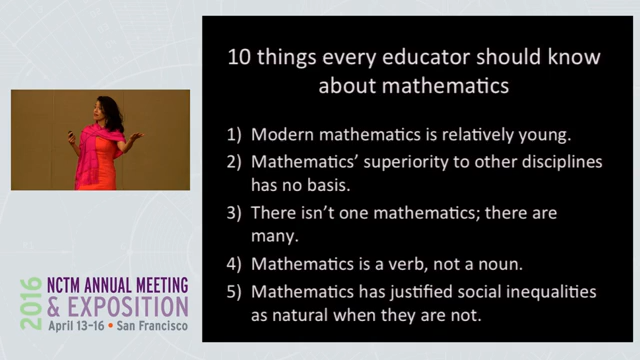 10 things every educator should know
about mathematics
1) Modern mathematics is relatively young.
2) Mathematics’ superiority to other disciplines
has no basis.
3) There isn’t one mathematics; there are
many.
4) Mathematics is a verb, not a noun.
5) Mathematics has justified social inequalities
as natural when they are not.
2016
NCTM ANNUAL MEETING
& EXPOSITION
April 13–16 • San Francisco